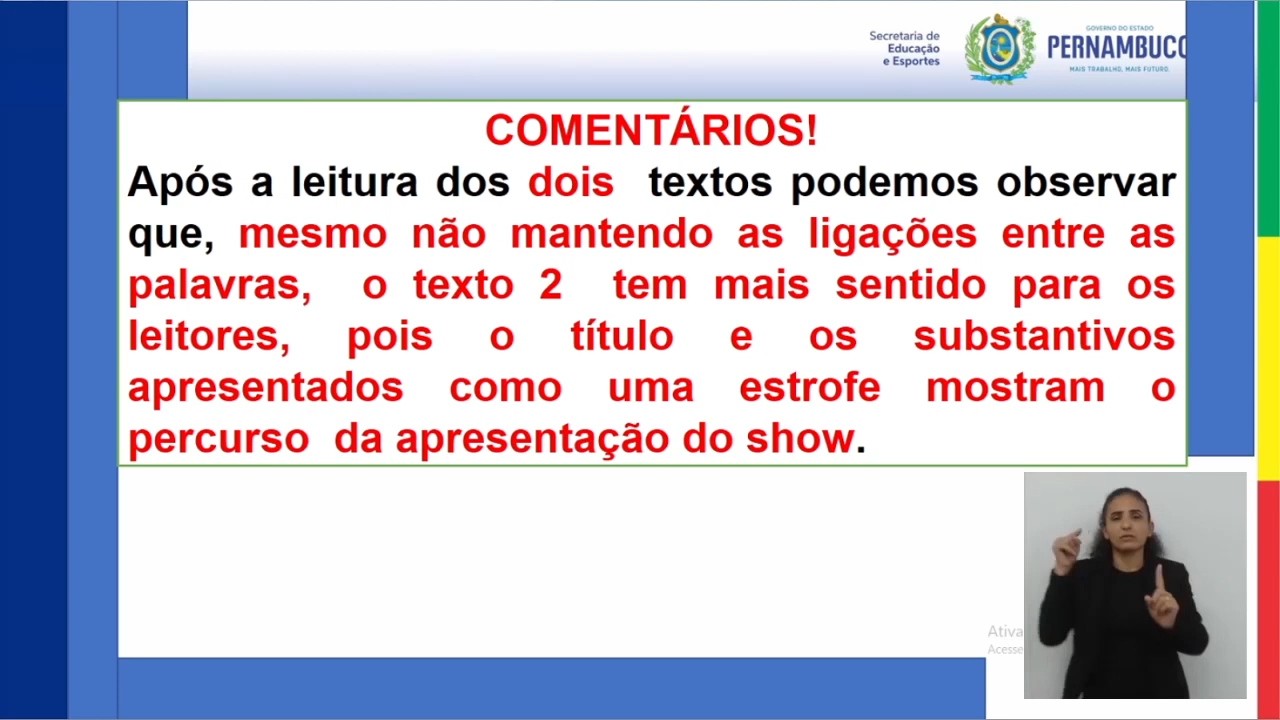 Secretaria de
Educação
e Esportes
GOVERNO DO ESTADO
PERNAMBUCO
MAIS TRABALHO, MAIS FUTURO.
COMENTÁRIOS!
Após a leitura dos dois textos podemos observar
que, mesmo não mantendo as ligações entre as
palavras, o texto 2 tem mais sentido para os
leitores, pois o título e os substantivos
apresentados como uma estrofe mostram o
percurso da apresentação do show.
Ativa
Acesse